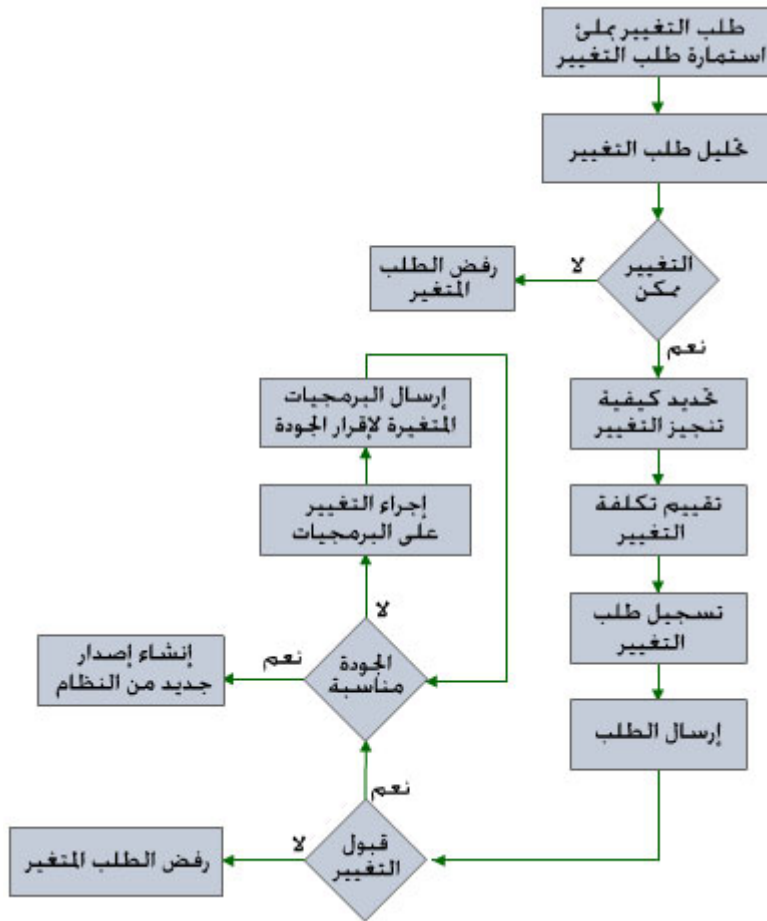 طلب التغيير بملئ
استمارة طلب التغيير
تحليل طلب التغيير
التغيير
ممكن
لا
رفض الطلب
المتغير
نعم
تحديد كيفية
تنجيز التغيير
تقييم تكلفة
التغيير
تسجيل طلب
التغيير
إرسال الطلب
قبول
التغيير
لا
رفض الطلب المتغير
نعم
الجودة
مناسبة
نعم
إنشاء إصدار
جديد من النظام
لا
إجراء التغيير
على البرمجيات
إرسال البرمجيات
المتغيرة لإقرار الجودة